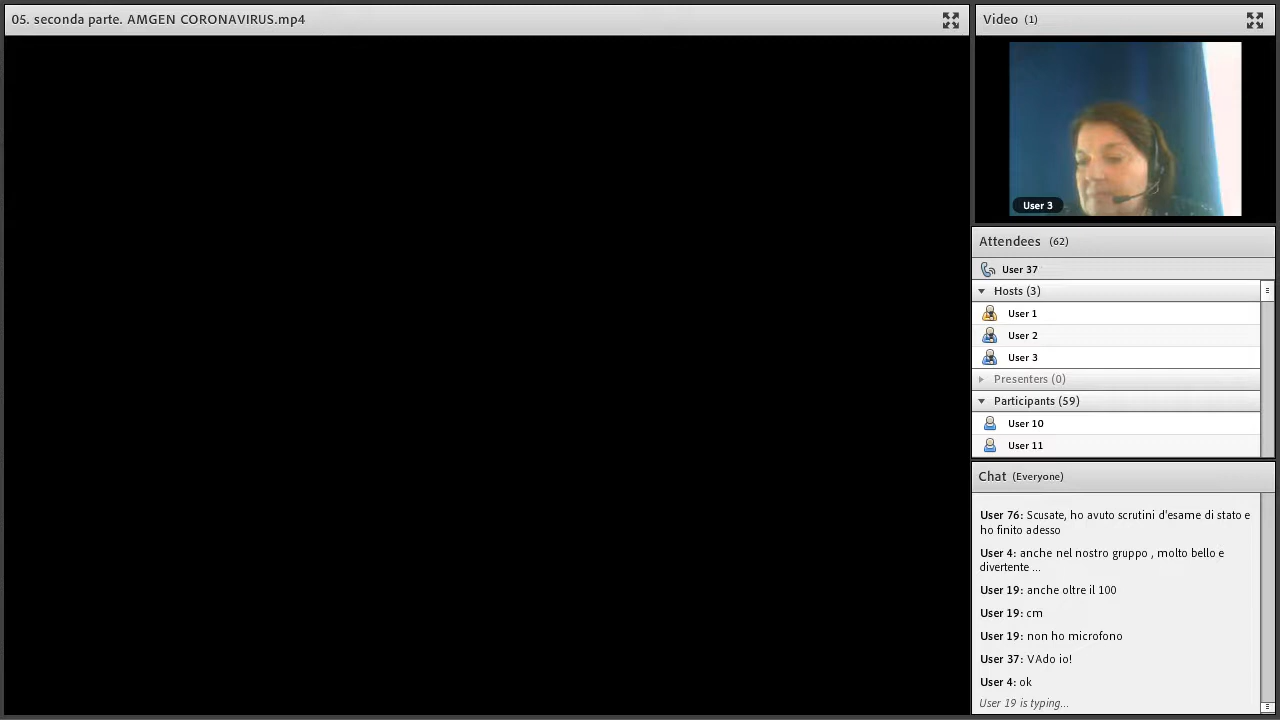 05. seconda parte. AMGEN CORONAVIRUS.mp4
Video (1)
User 3
Attendees (62)
User 37
Hosts (3)
User 1
User 2
User 3
Presenters (0)
Participants (59)
User 10
User 11
Chat (Everyone)
User 76: Scusate, ho avuto scrutini d'esame di stato e
ho finito adesso
User 4: anche nel nostro gruppo , molto bello e
divertente ...
User 19: anche oltre il 100
User 19: cm
User 19: non ho microfono
User 37: VAdo io!
User 4: ok
User 19 is typing...